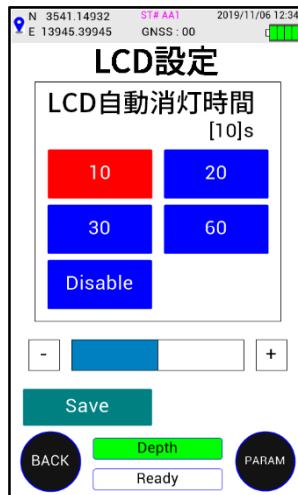 N 3541.14932 ST# AA1 2019/11/06 12:34
E 13945.39945 GNSS : 00
LCD設定
LCD自動消灯時間
[10]s
10 20
30 60
Disable
- +
Save
BACK Depth PARAM
Ready